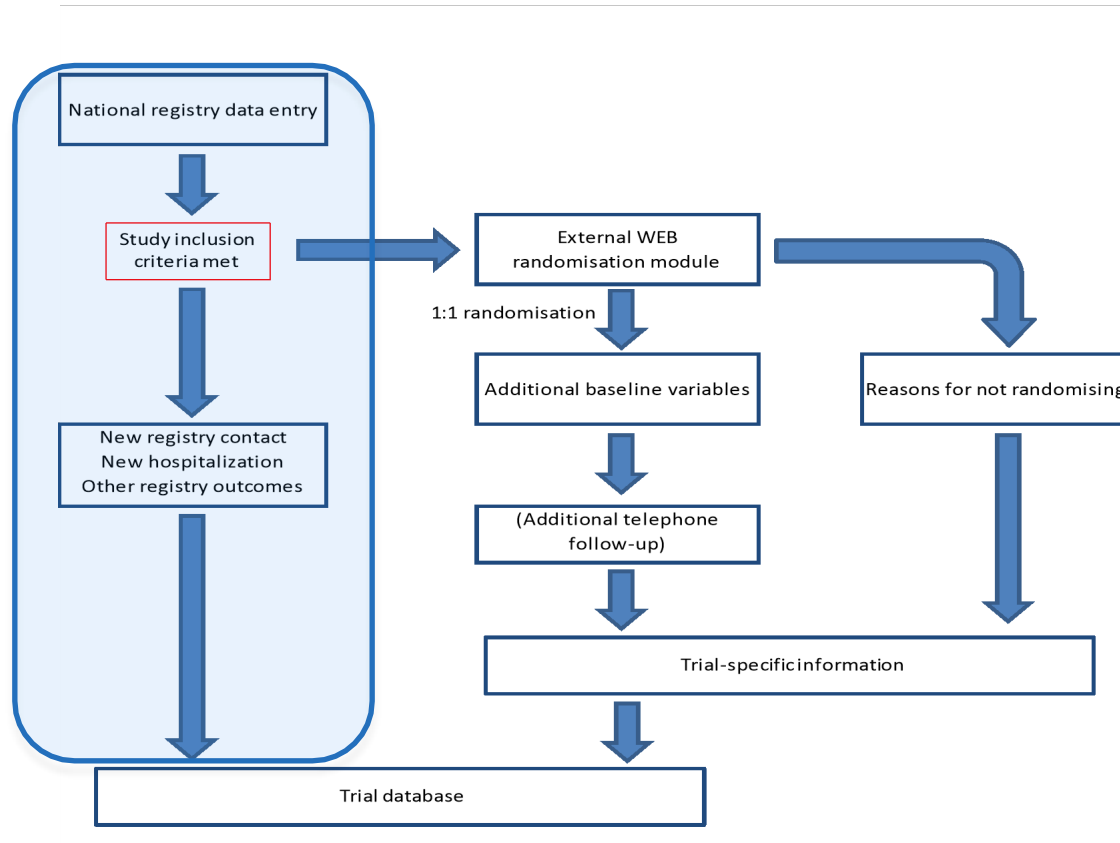 National registry data entry
Study inclusion
criteria met
External WEB
randomisation module
1:1 randomisation
Additional baseline variables
Reasons for not randomising
New registry contact
New hospitalization
Other registry outcomes
(Additional telephone
follow-up)
Trial-specific information
Trial database